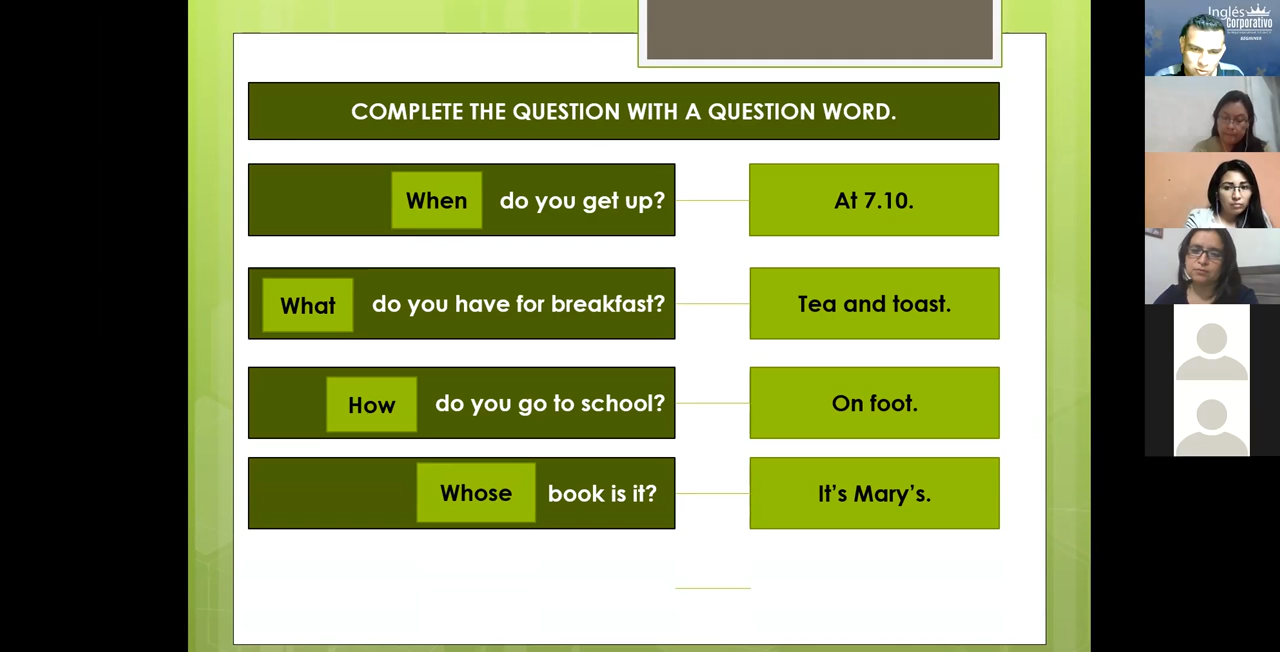 COMPLETE THE QUESTION WITH A QUESTION WORD.
When do you get up?
At 7.10.
What do you have for breakfast?
Tea and toast.
How do you go to school?
On foot.
Whose book is it?
It's Mary's.
Inglés
Corporativo
BEGINNER